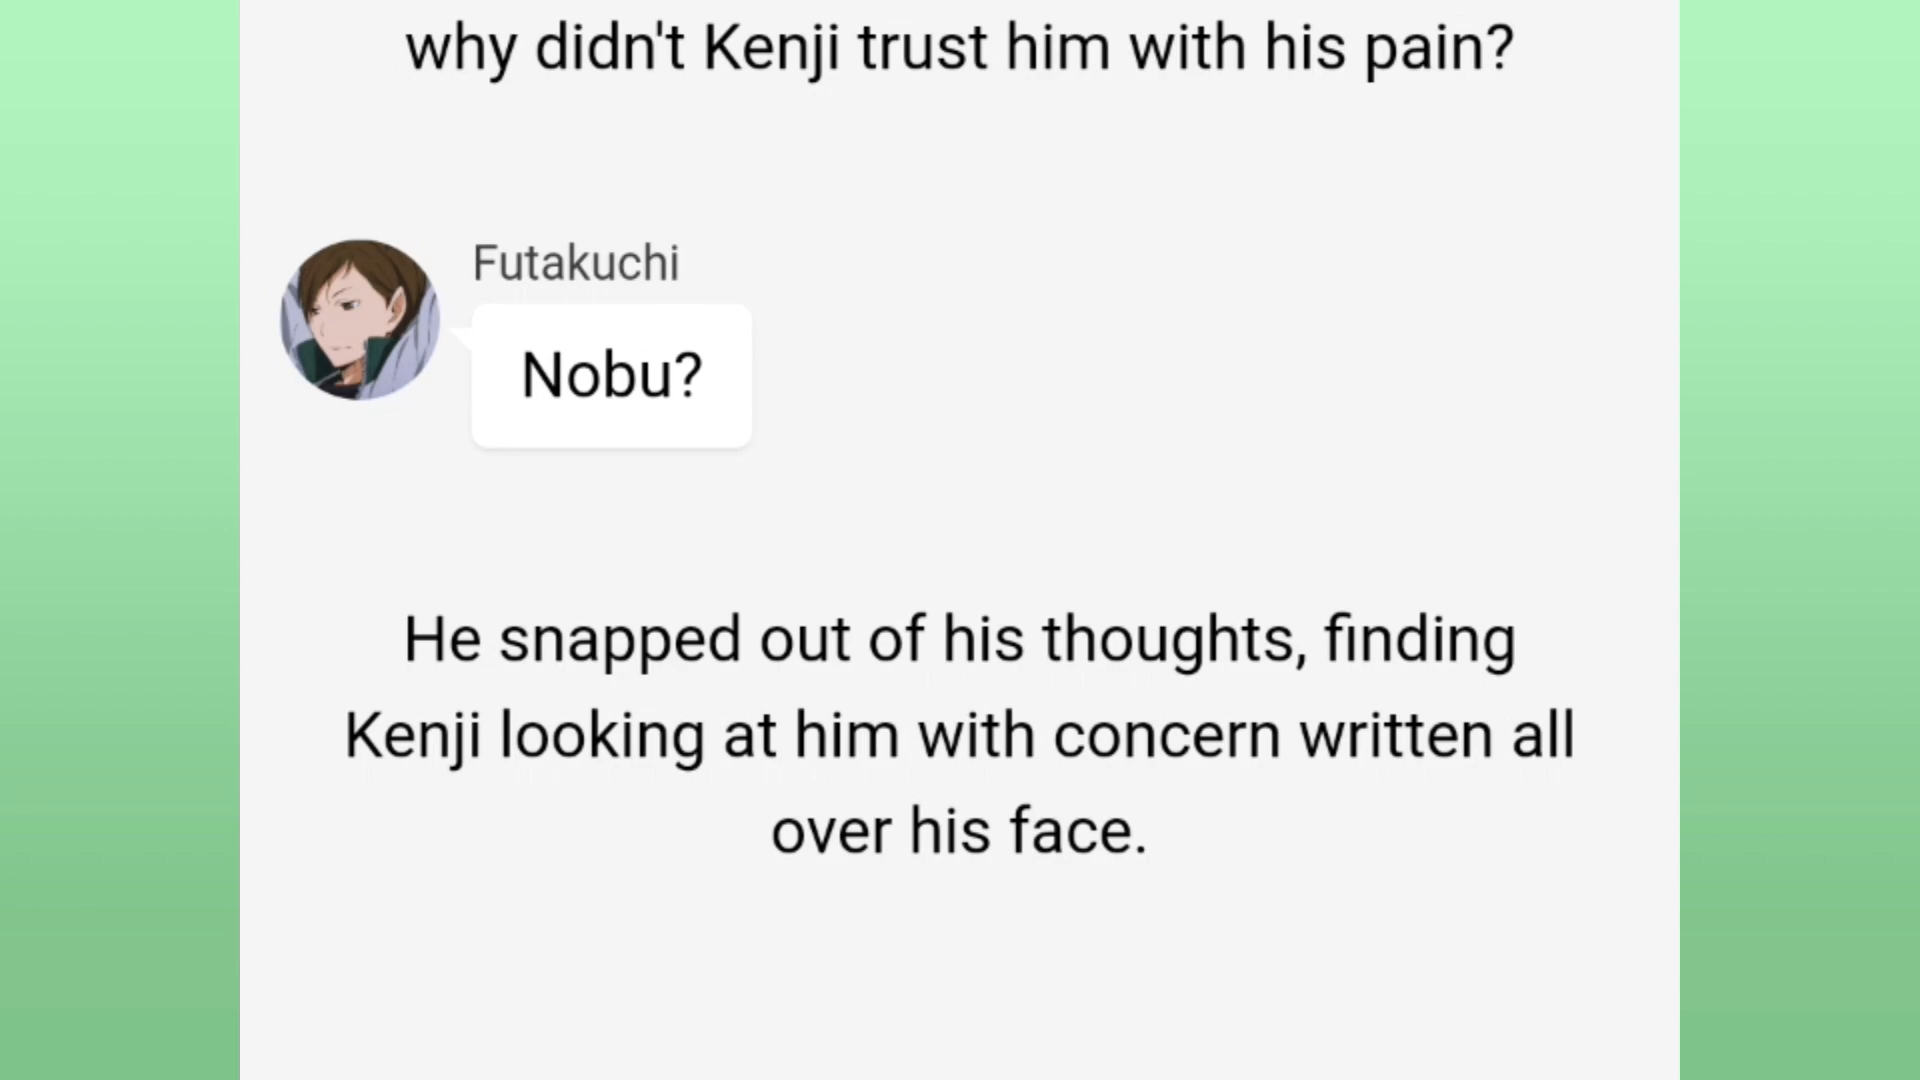 why didn't Kenji trust him with his pain?
Futakuchi
Nobu?
He snapped out of his thoughts, finding
Kenji looking at him with concern written all
over his face.